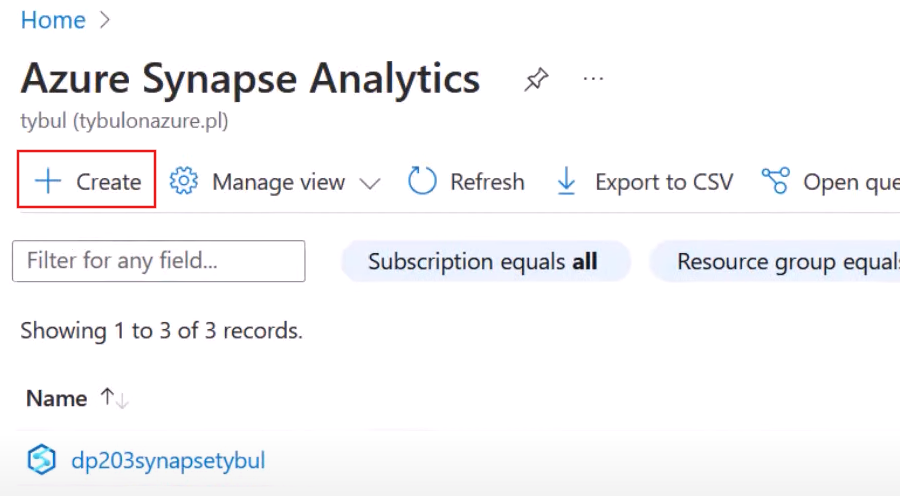 Home
Azure Synapse Analytics
tybul (tybulonazure.pl)
Create Manage view Refresh Export to CSV Open que
Filter for any field... Subscription equals all Resource group equals
Showing 1 to 3 of 3 records.
Name
dp203synapsetybul